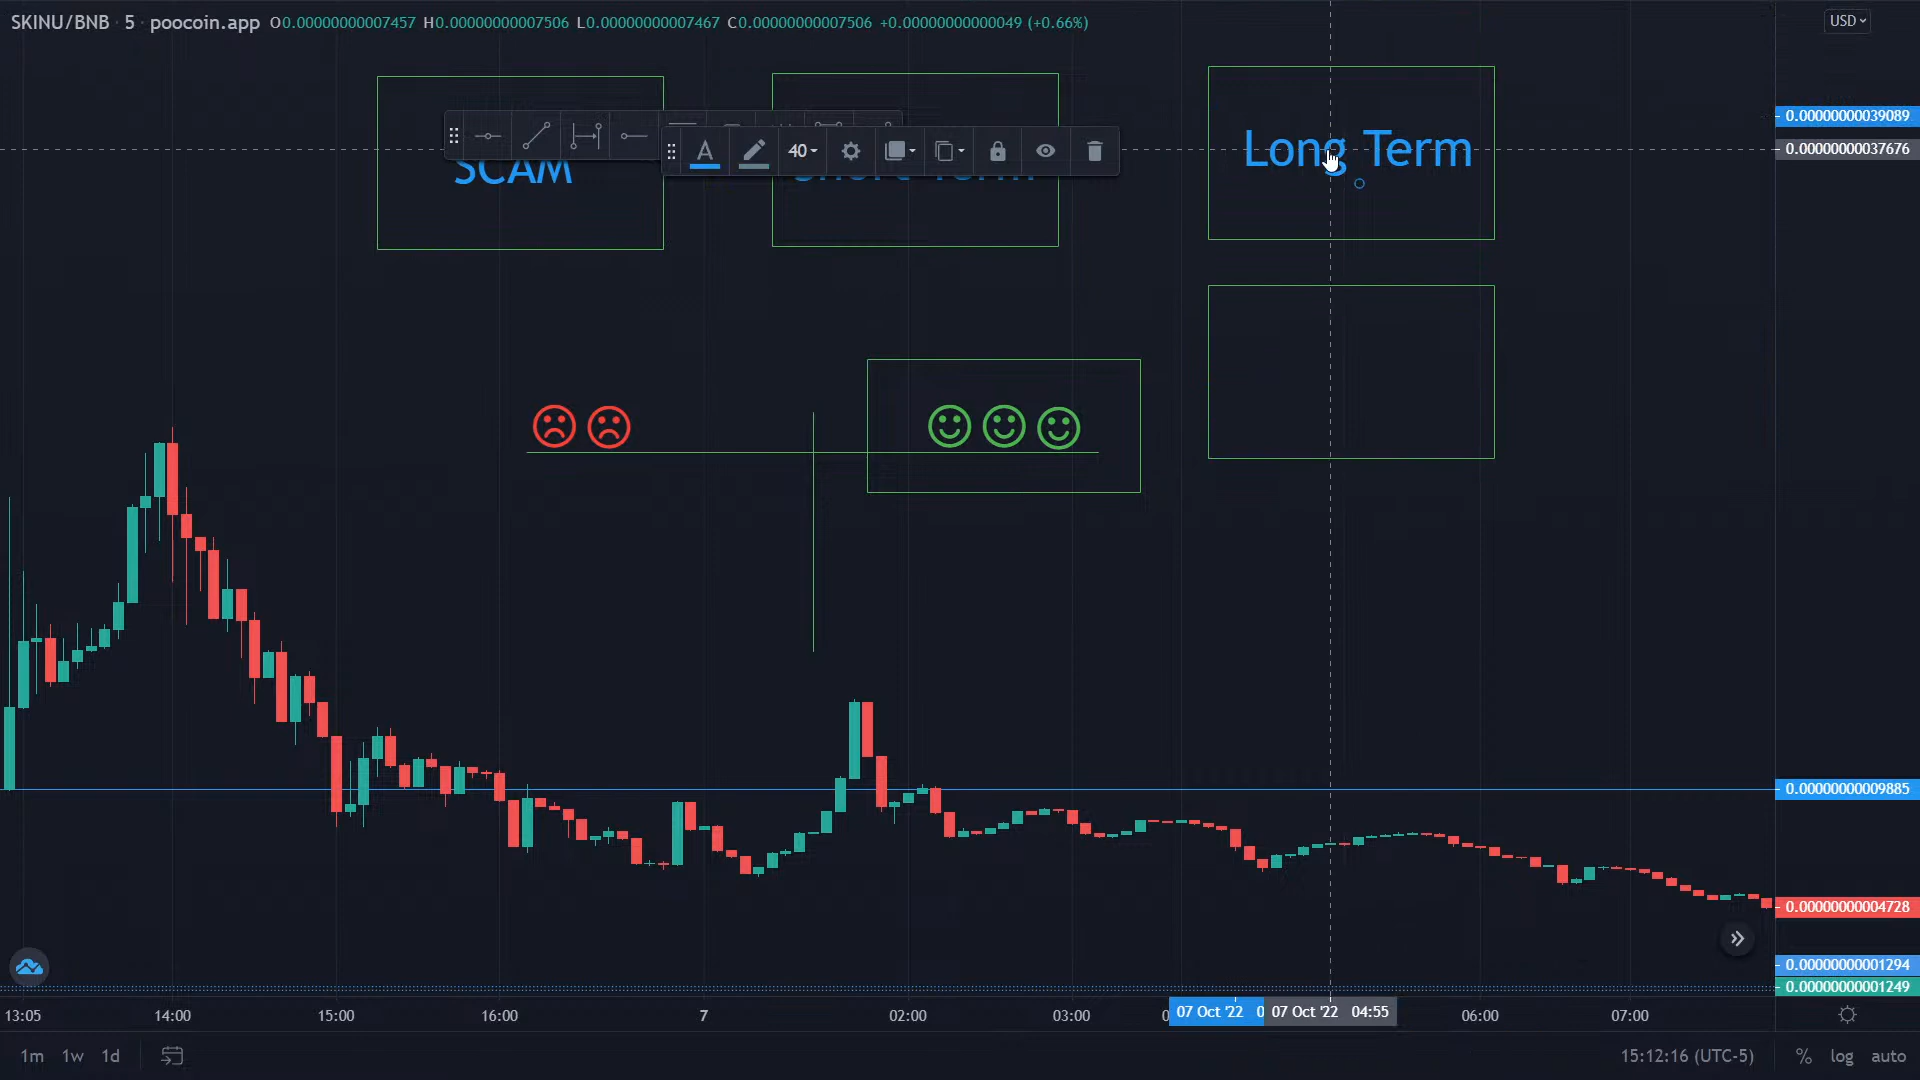 SKINU/BNB · 5 · poocoin.app O0.00000000007457 H0.00000000007506 L0.00000000007467 C0.00000000007506 +0.00000000000049 (+0.66%)
USD
0.00000000039089
0.00000000037676
40
SCAM
Short Term
Long Term
0.00000000009885
0.00000000004728
0.00000000001294
0.00000000001249
13:05 14:00 15:00 16:00 7 02:00 03:00 07 Oct '22 07 Oct '22 04:55 06:00 07:00
1m 1w 1d 15:12:16 (UTC-5) % log auto